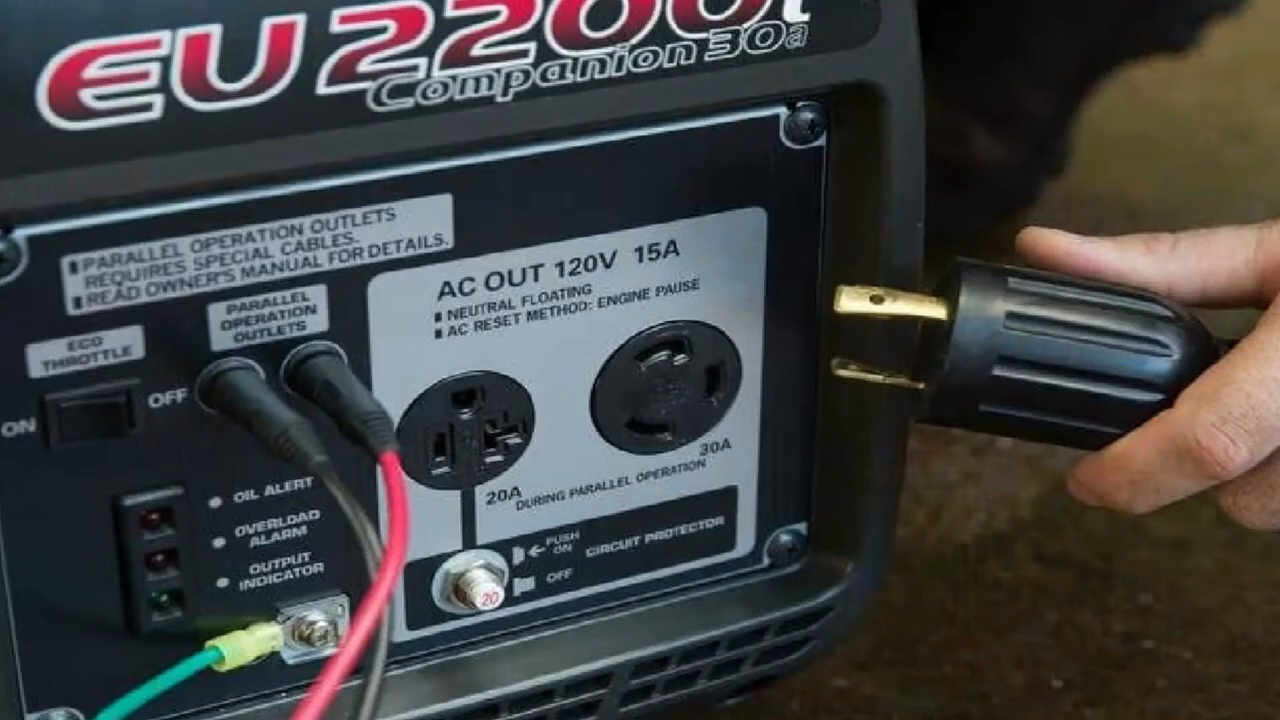 EU2200i
Companion 30a
PARALLEL OPERATION OUTLETS
REQUIRES SPECIAL CABLES.
READ OWNER'S MANUAL FOR DETAILS.
PARALLEL
OPERATION
OUTLETS
ECO
THROTTLE
ON
OFF
OIL ALERT
OVERLOAD
ALARM
OUTPUT
INDICATOR
AC OUT 120V 15A
NEUTRAL FLOATING
AC RESET METHOD: ENGINE PAUSE
20A
30A
DURING PARALLEL OPERATION
PUSH
ON
OFF
CIRCUIT PROTECTOR
20